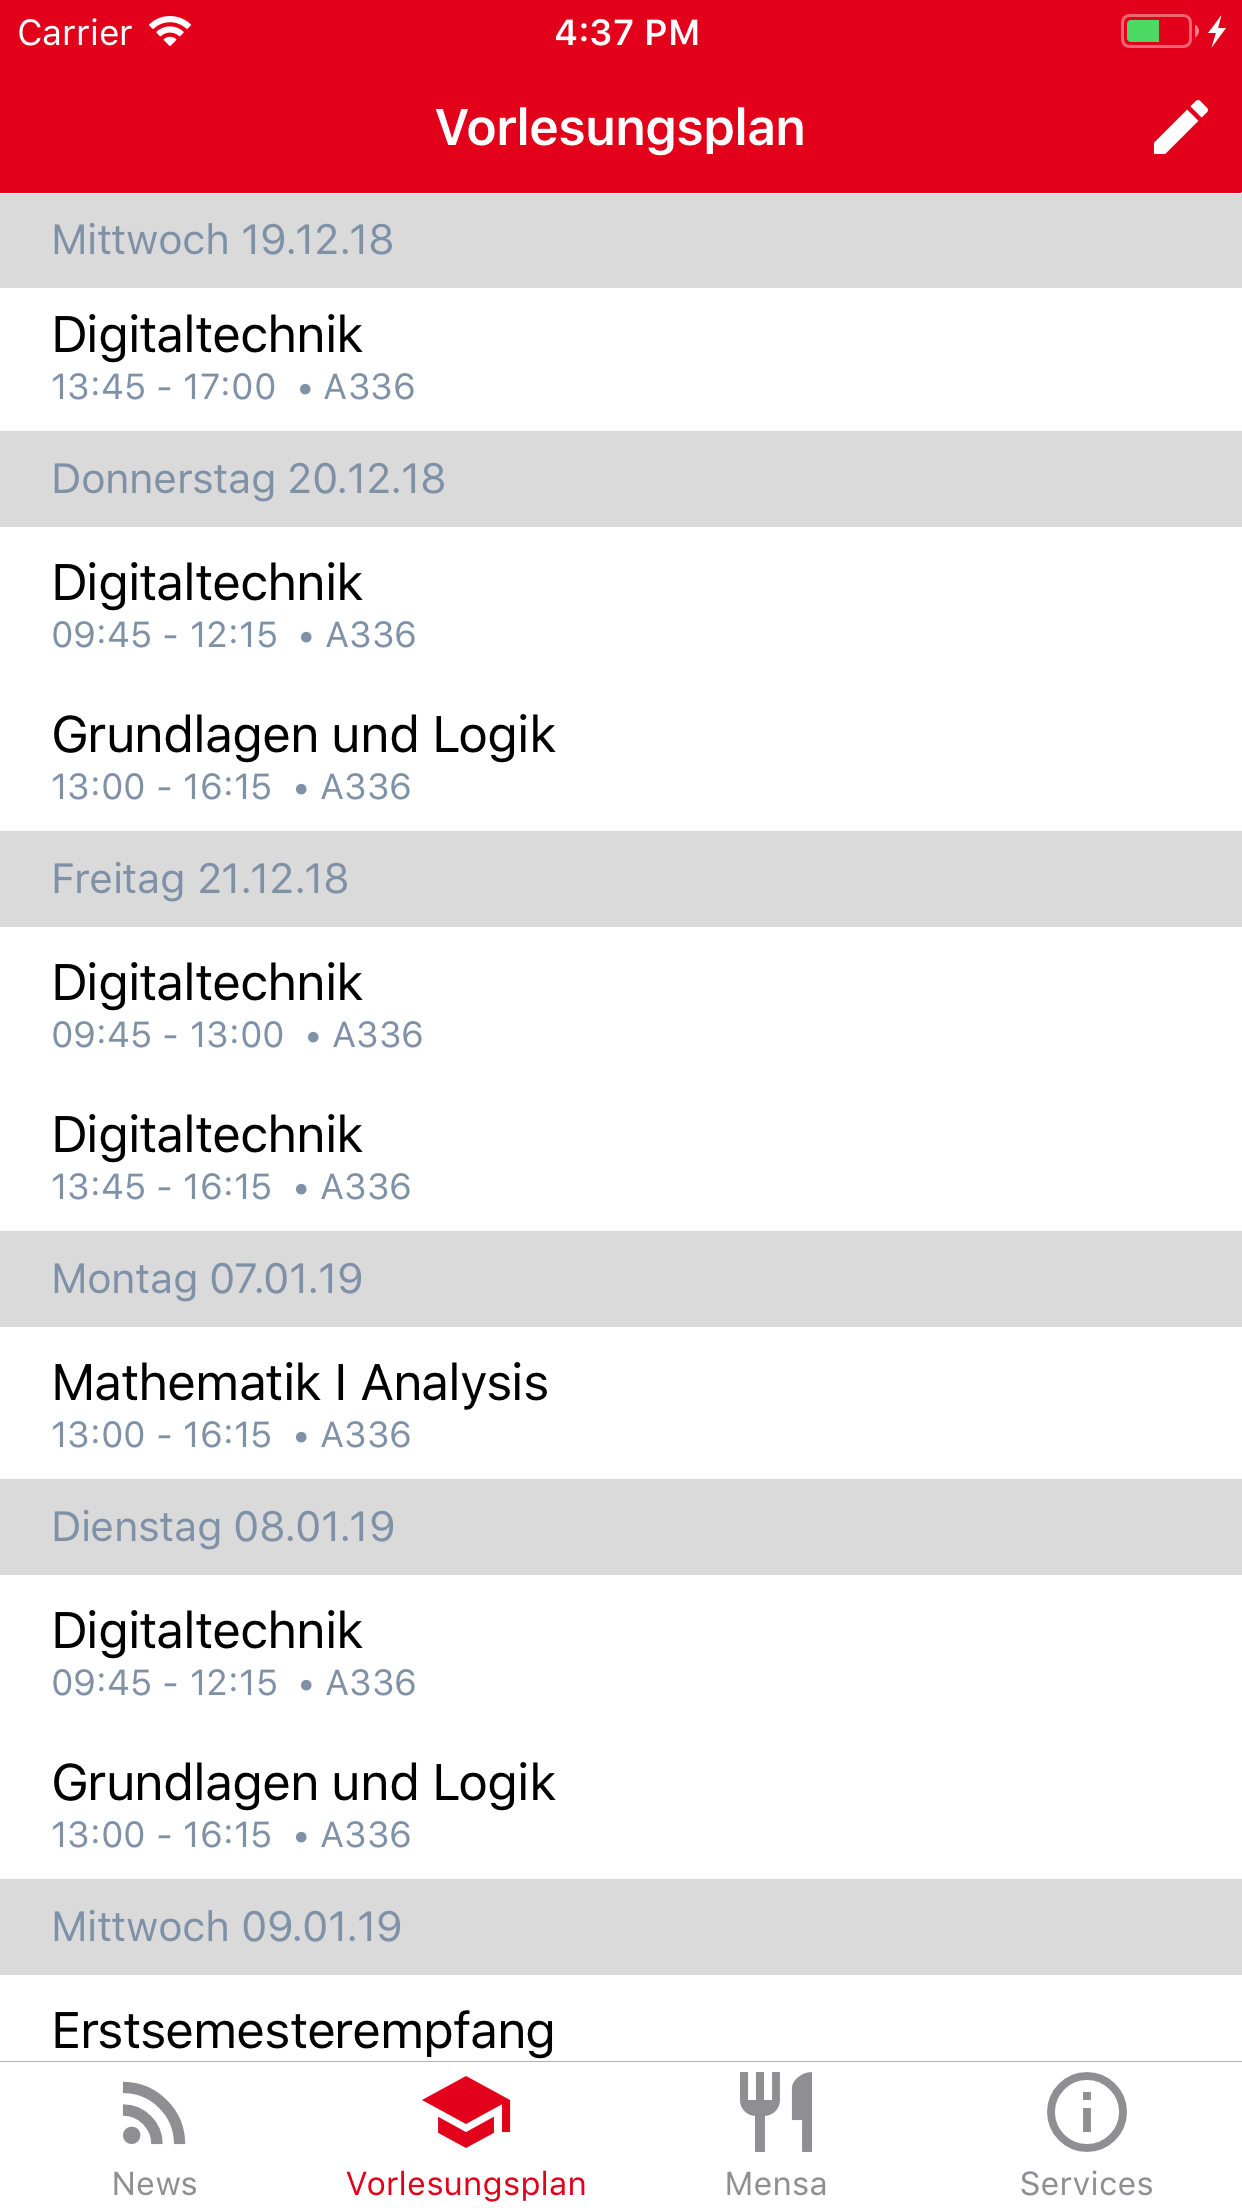 Carrier 4:37 PM
Vorlesungsplan
Mittwoch 19.12.18
Digitaltechnik
13:45 - 17:00 • A336
Donnerstag 20.12.18
Digitaltechnik
09:45 - 12:15 • A336
Grundlagen und Logik
13:00 - 16:15 • A336
Freitag 21.12.18
Digitaltechnik
09:45 - 13:00 • A336
Digitaltechnik
13:45 - 16:15 • A336
Montag 07.01.19
Mathematik I Analysis
13:00 - 16:15 • A336
Dienstag 08.01.19
Digitaltechnik
09:45 - 12:15 • A336
Grundlagen und Logik
13:00 - 16:15 • A336
Mittwoch 09.01.19
Erstsemesterempfang
News Vorlesungsplan Mensa Services